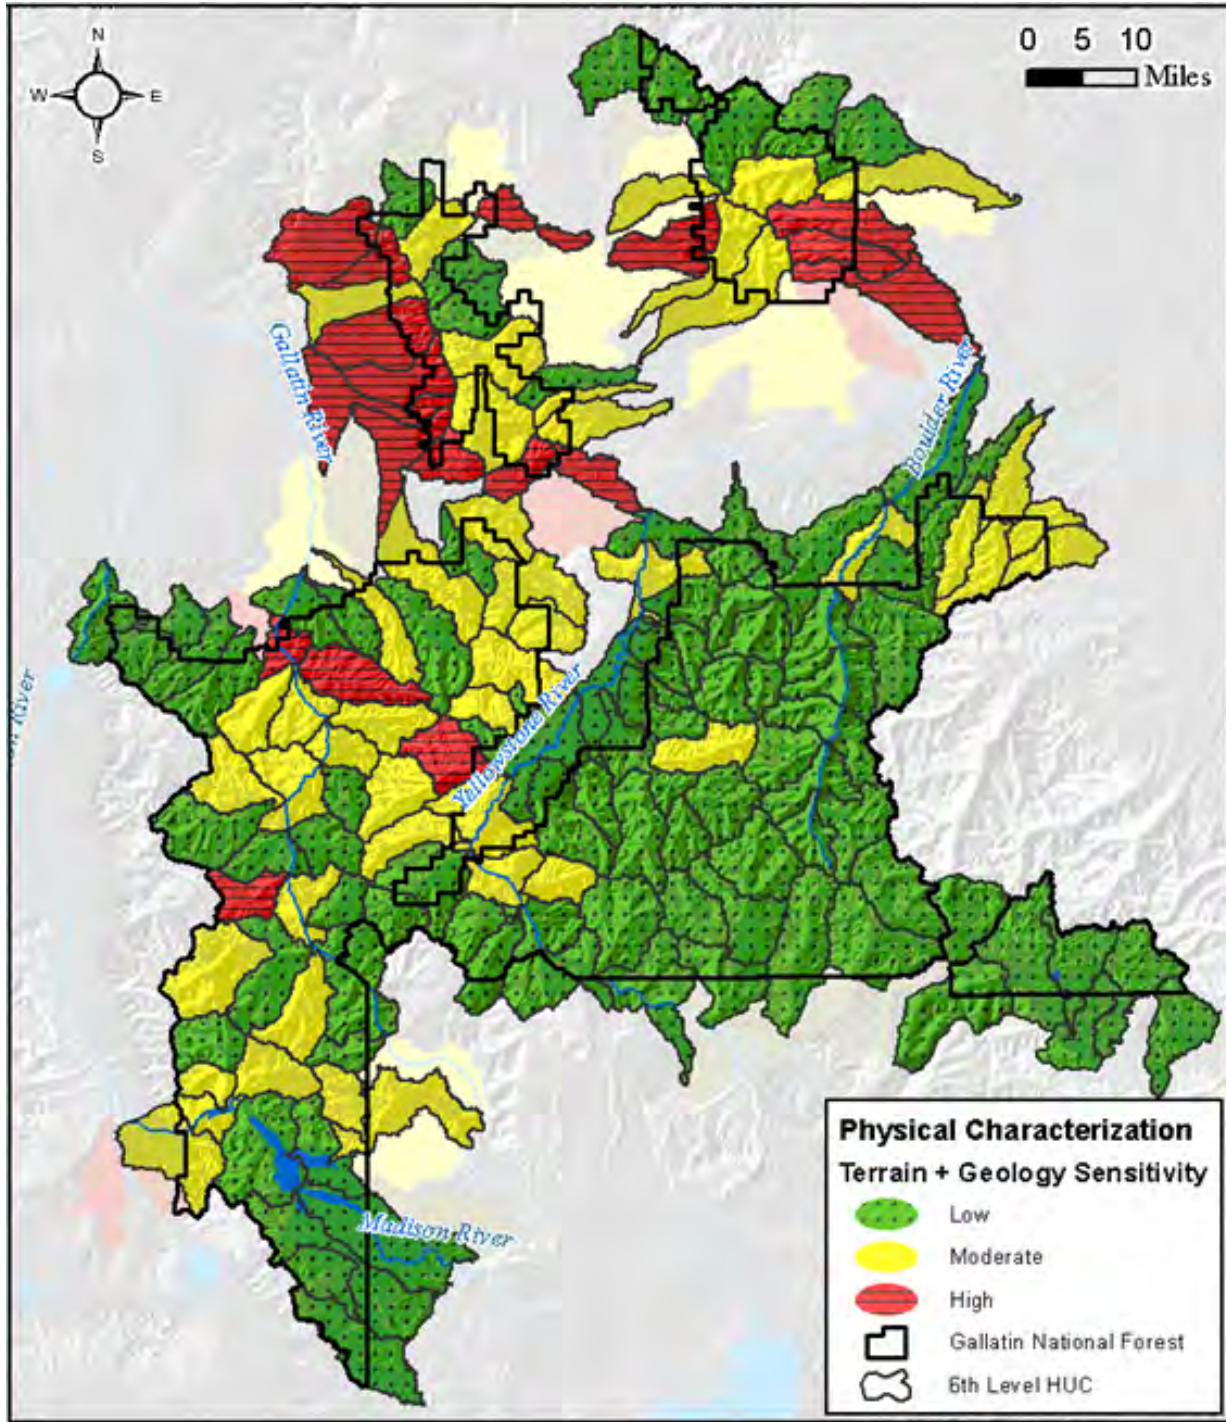 N
W E
S
0 5 10
Miles
Gallatin River
Boulder River
River
Yellowstone River
Madison River
Physical Characterization
Terrain + Geology Sensitivity
Low
Moderate
High
Gallatin National Forest
6th Level HUC